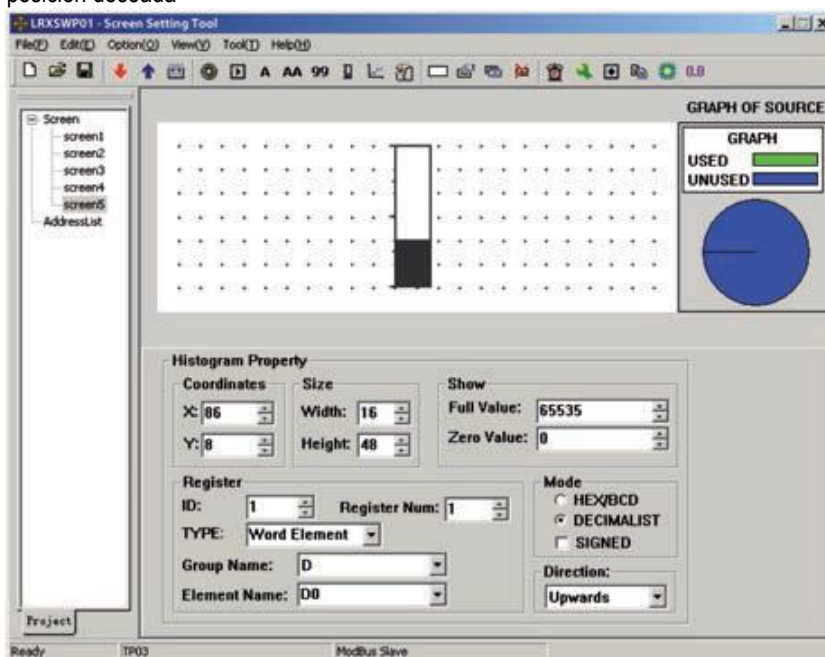 posición deseada
LRXSWP01 - Screen Setting Tool
File(F) Edit(E) Option(O) View(V) Tool(T) Help(H)
A AA 99 0.0
Screen
screen1
screen2
screen3
screen4
screen5
AddressList
Project
GRAPH OF SOURCE
GRAPH
USED
UNUSED
Histogram Property
Coordinates
X: 86
Y: 8
Size
Width: 16
Height: 48
Show
Full Value: 65535
Zero Value: 0
Register
ID: 1 Register Num: 1
TYPE: Word Element
Group Name: D
Element Name: D0
Mode
HEX/BCD
DECIMALIST
SIGNED
Direction:
Upwards
Ready TP03 ModBus Slave